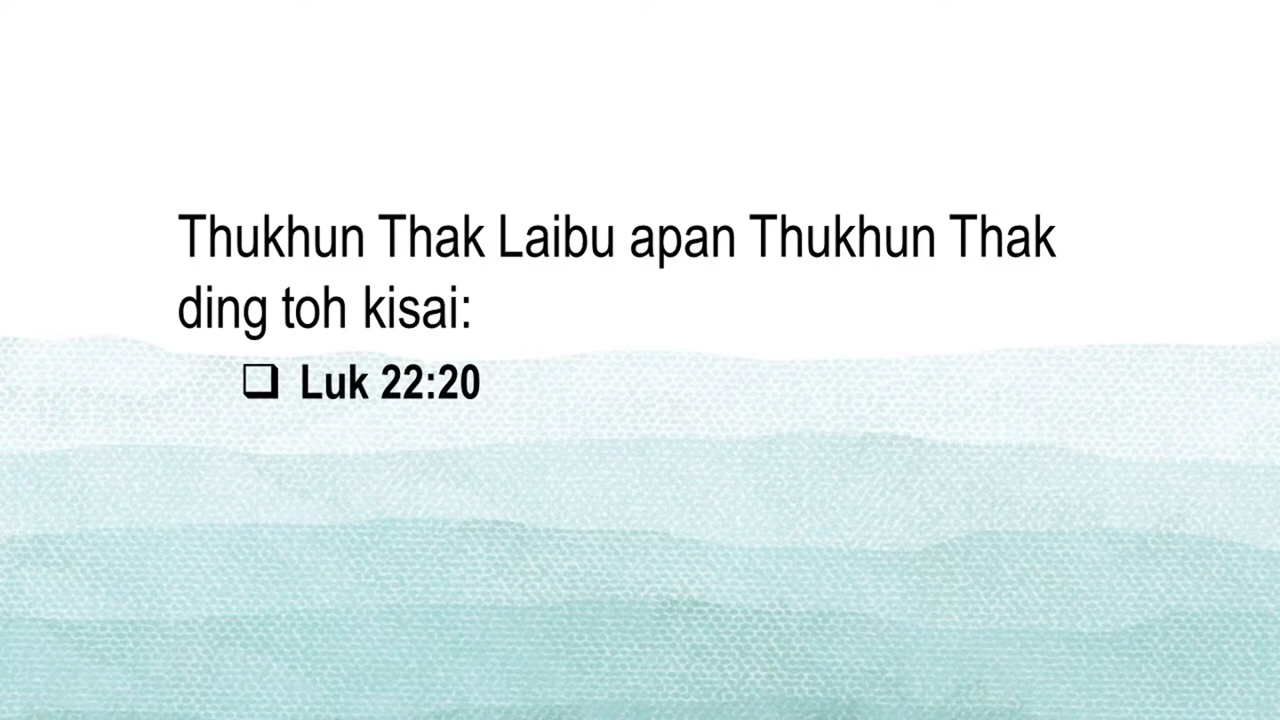 Thukhun Thak Laibu apan Thukhun Thak
ding toh kisai:
❑ Luk 22:20